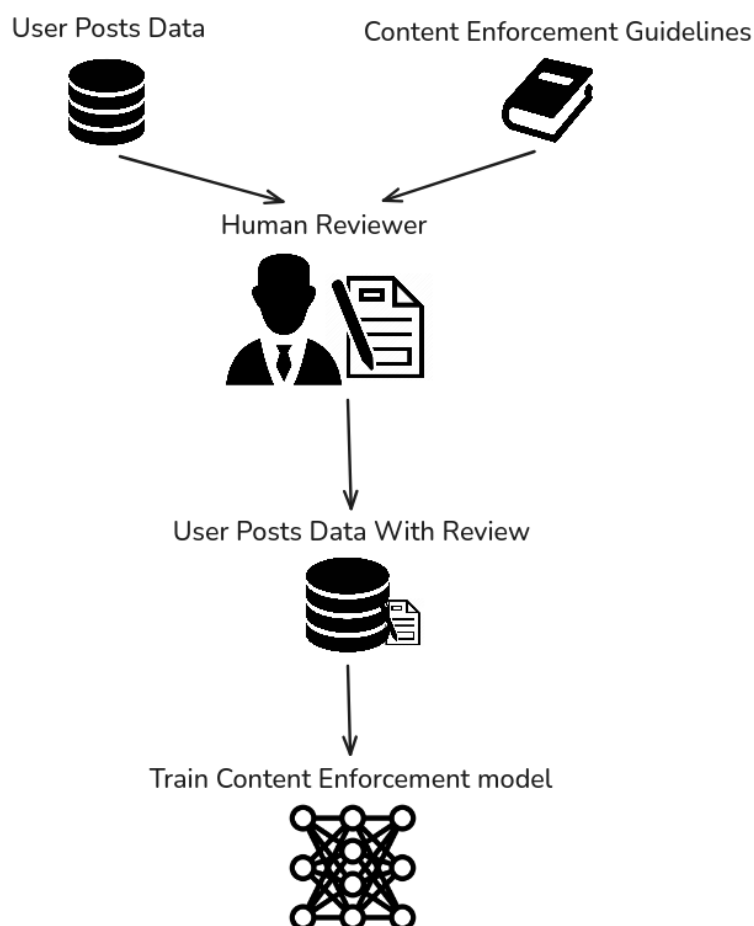 User Posts Data
Content Enforcement Guidelines
Human Reviewer
User Posts Data With Review
Train Content Enforcement model